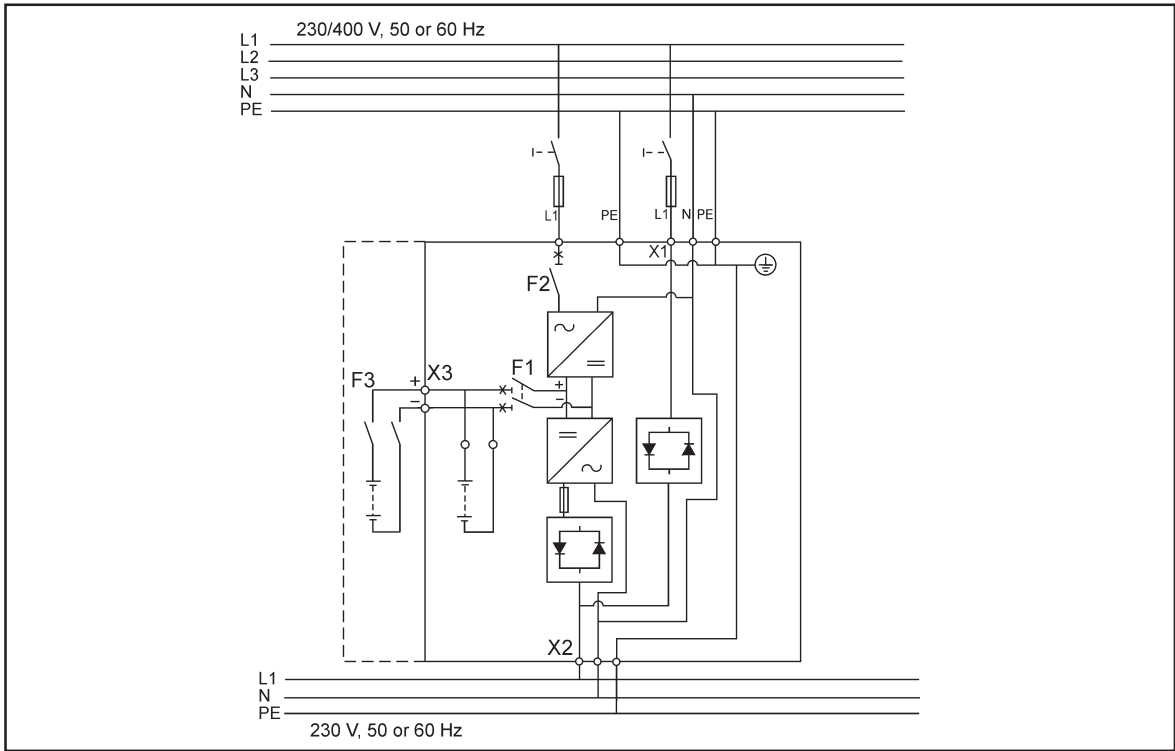 230/400 V, 50 or 60 Hz
L1
L2
L3
N
PE
L1
PE
L1
N
PE
X1
F2
F3
+
X3
F1
+
−
−
X2
L1
N
PE
230 V, 50 or 60 Hz